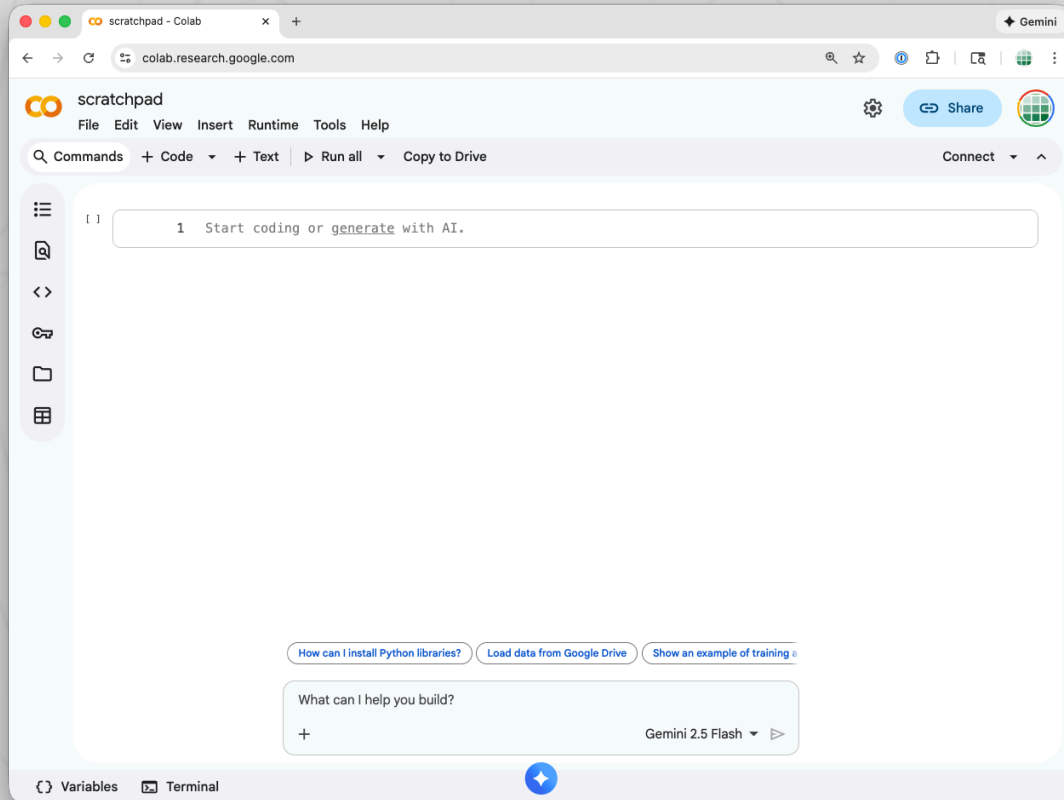 scratchpad - Colab
Gemini
colab.research.google.com
scratchpad
File Edit View Insert Runtime Tools Help
Share
Commands + Code + Text Run all Copy to Drive
Connect
[ ]
1 Start coding or generate with AI.
How can I install Python libraries? Load data from Google Drive Show an example of training
What can I help you build?
Gemini 2.5 Flash
Variables Terminal